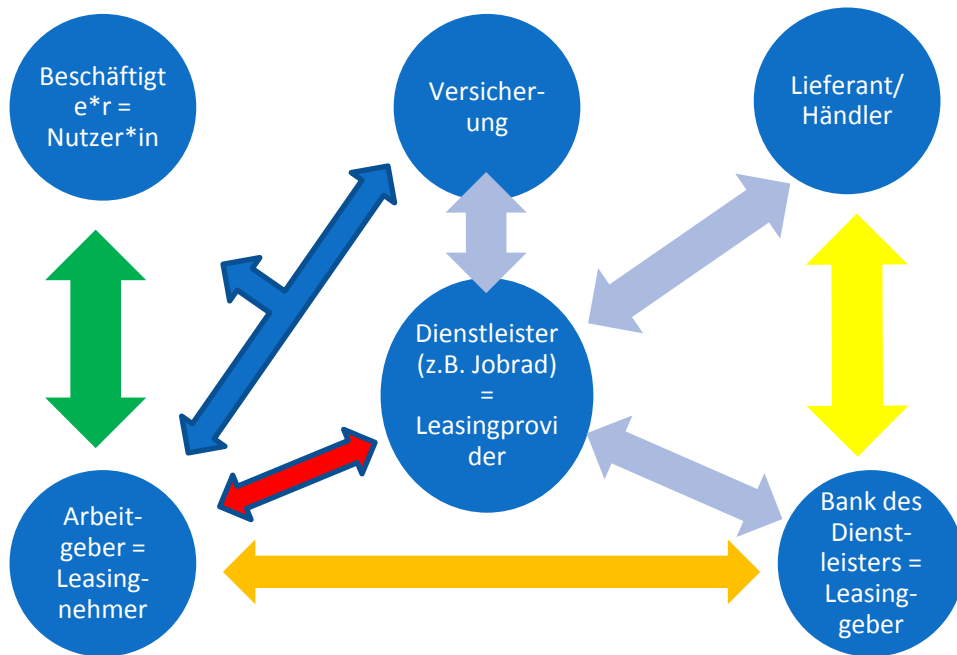 Beschäftigt
e*r =
Nutzer*in
Versicher-
ung
Lieferant/
Händler
Dienstleister
(z.B. Jobrad)
=
Leasingprovi
der
Arbeit-
geber =
Leasing-
nehmer
Bank des
Dienst-
leisters =
Leasing-
geber